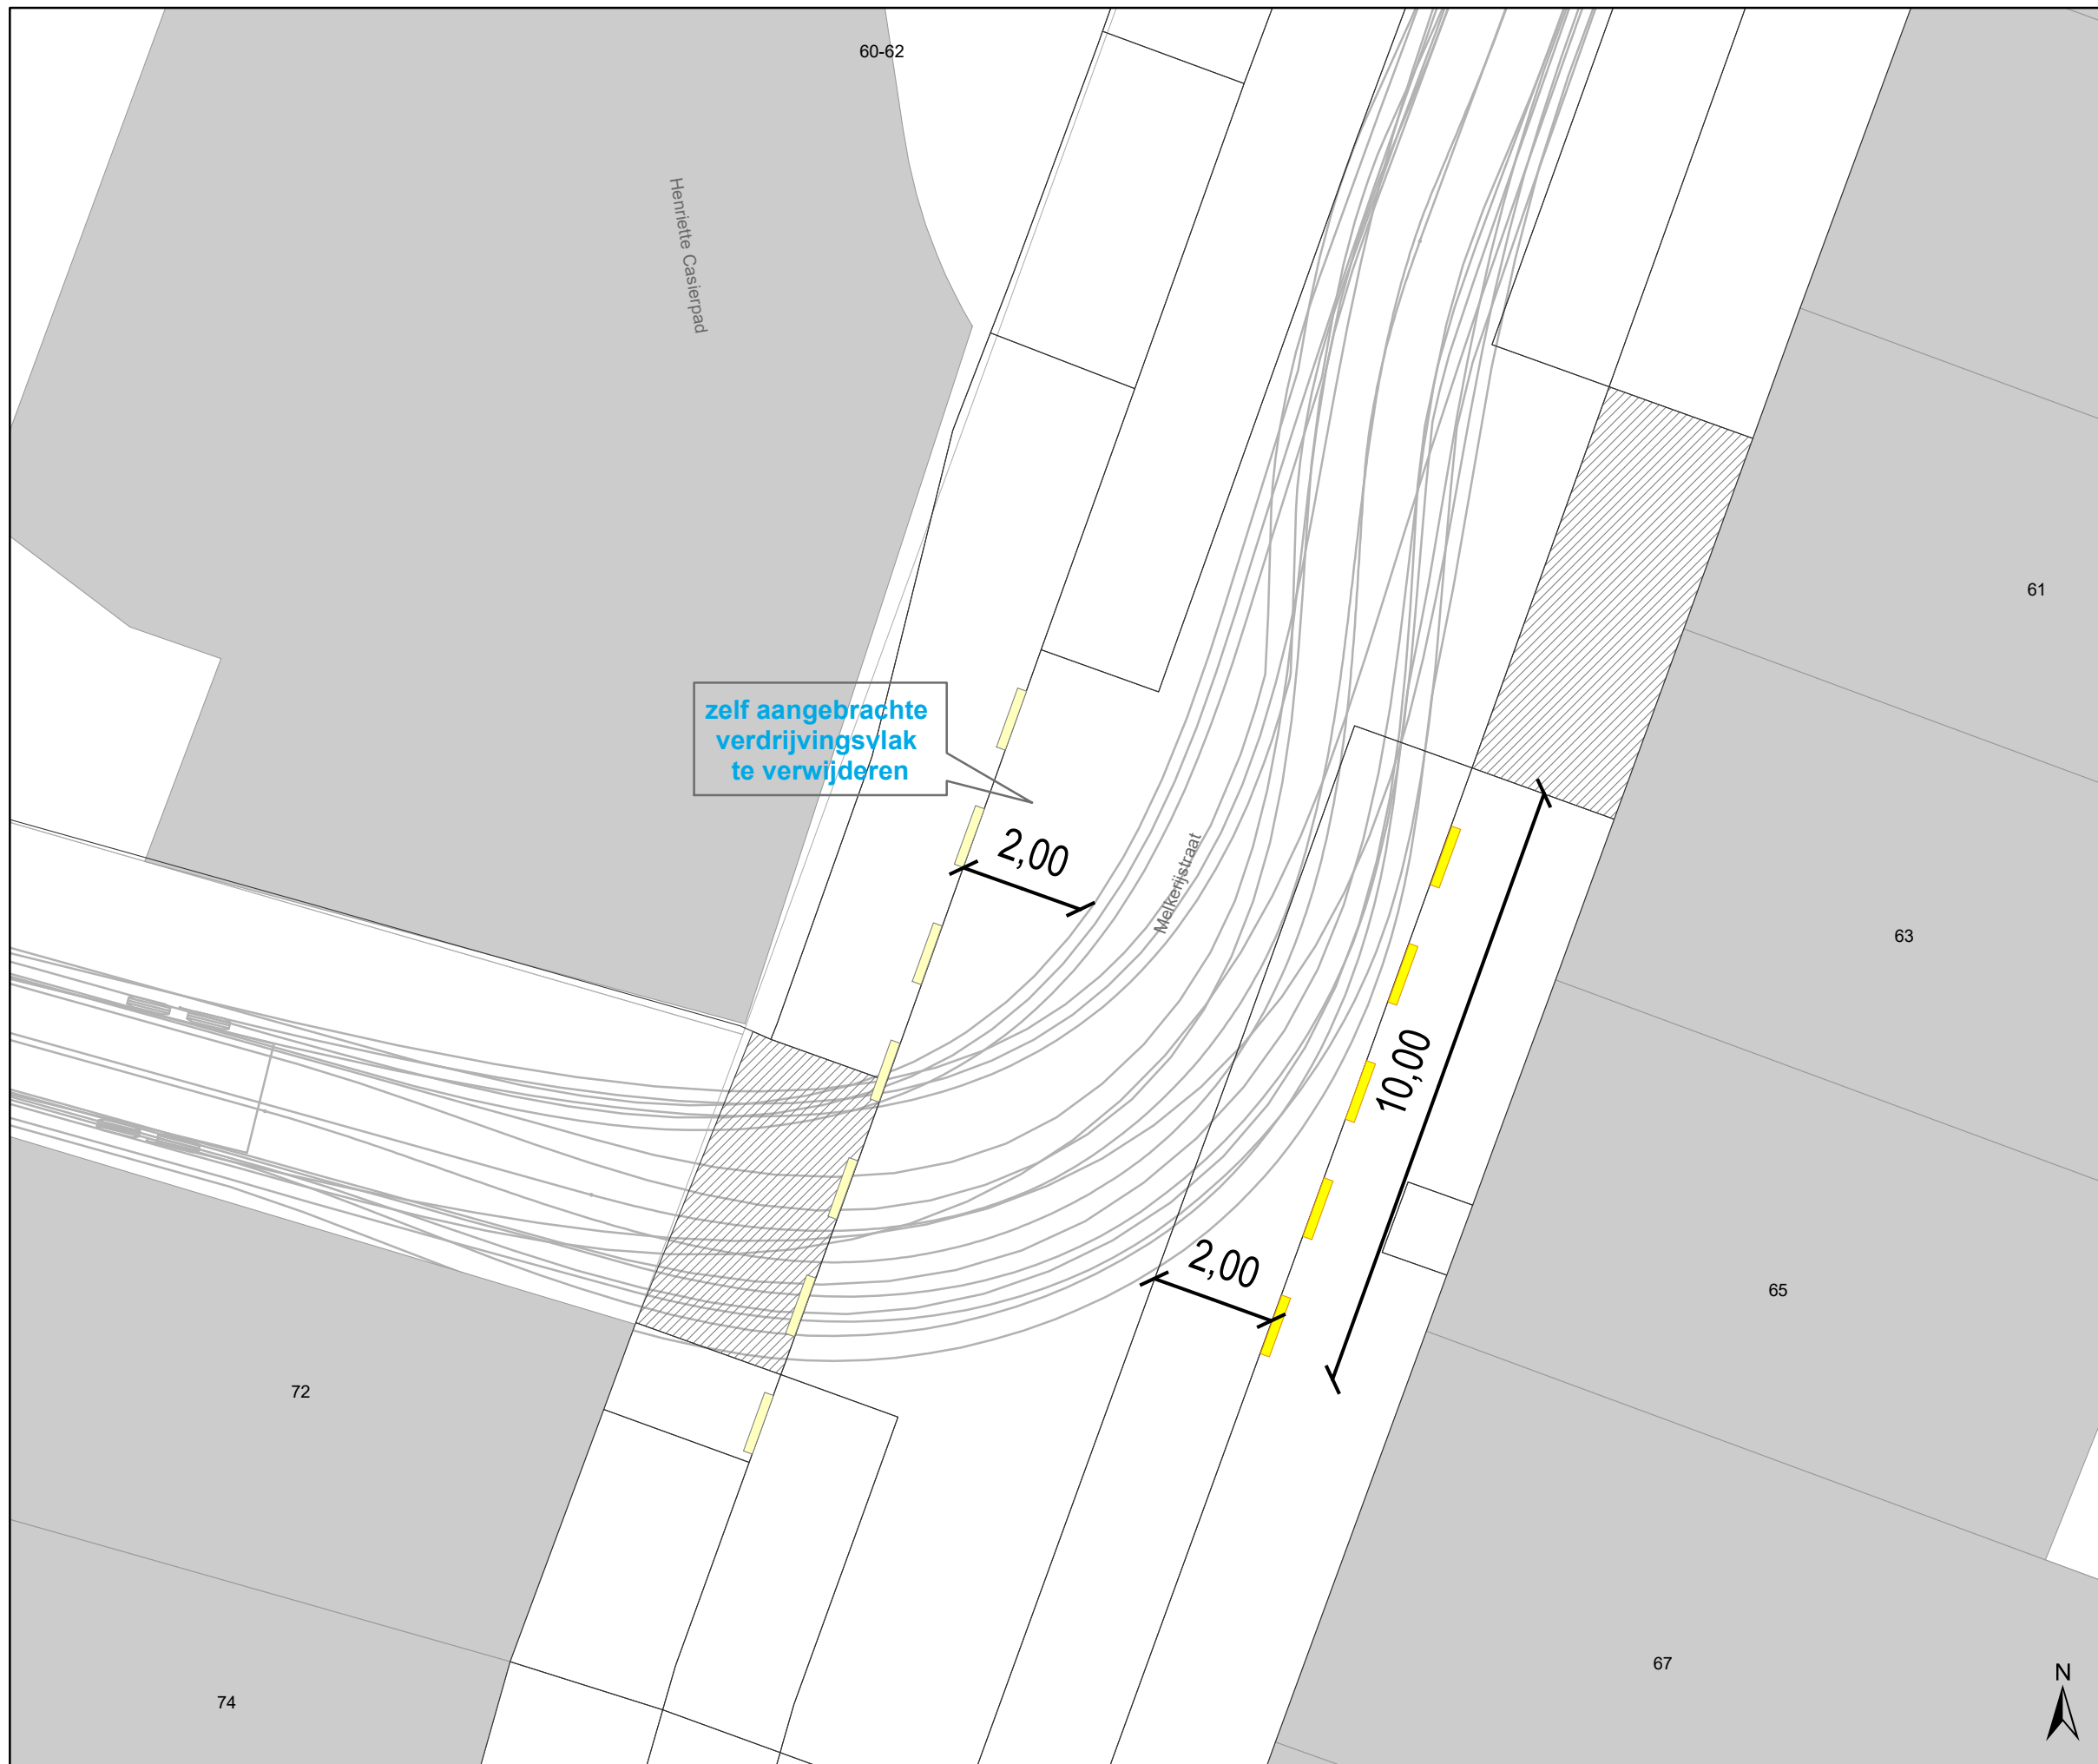 60-62
Henriette Casierpad
61
zelf aangebrachte
verdrijvingsvlak
te verwijderen
2,00
Melkerijstraat
63
10,00
2,00
65
72
67
N
74